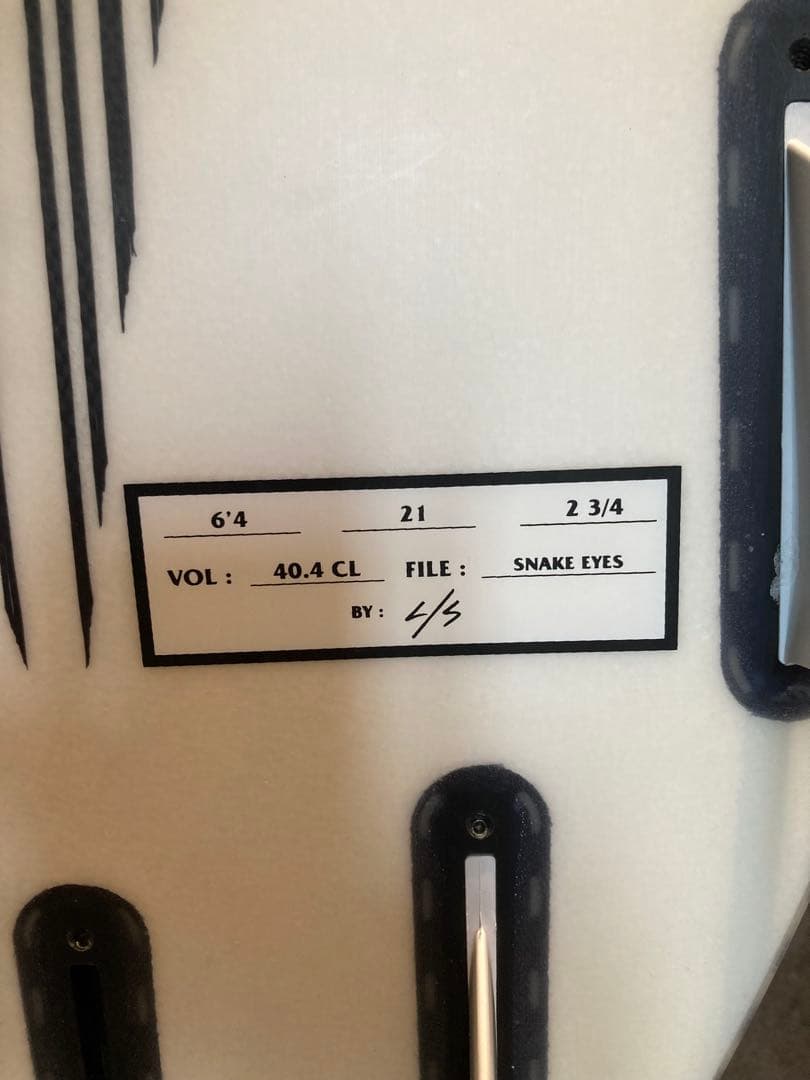 6'4 21 2 3/4
VOL : 40.4 CL FILE : SNAKE EYES
BY :